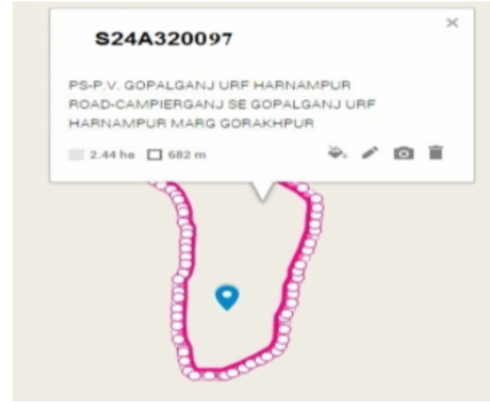 S24A320097
PS-P.V. GOPALGANJ URF HARNAMPUR
ROAD-CAMPIERGANJ SE GOPALGANJ URF
HARNAMPUR MARG GORAKHPUR
2.44 ha 682 m